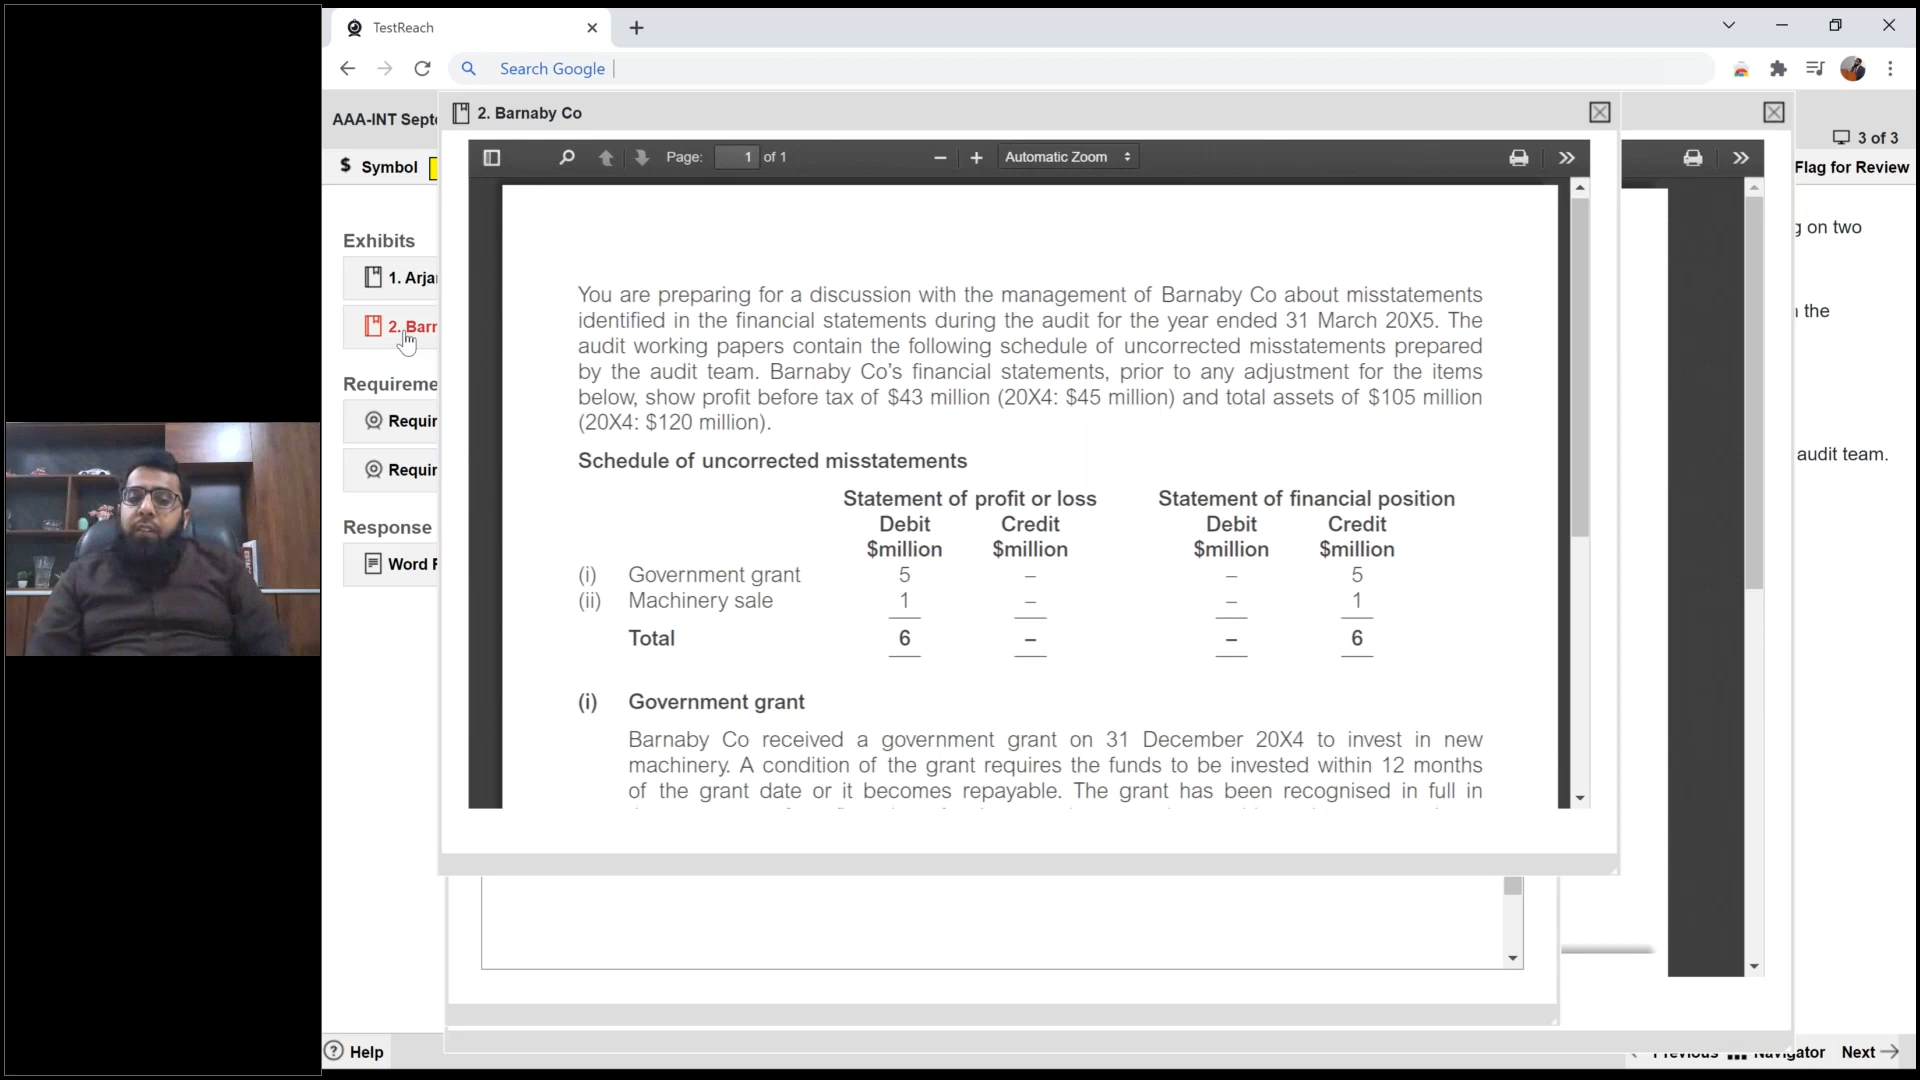 TestReach
Search Google
AAA-INT Septe
2. Barnaby Co
3 of 3
$ Symbol
Page: 1 of 1
Automatic Zoom
Flag for Review
Exhibits
1. Arja
2. Barr
Requireme
Requir
Requir
Response
Word F
g on two
the
audit team.
You are preparing for a discussion with the management of Barnaby Co about misstatements
identified in the financial statements during the audit for the year ended 31 March 20X5. The
audit working papers contain the following schedule of uncorrected misstatements prepared
by the audit team. Barnaby Co's financial statements, prior to any adjustment for the items
below, show profit before tax of $43 million (20X4: $45 million) and total assets of $105 million
(20X4: $120 million).
Schedule of uncorrected misstatements
Statement of profit or loss Statement of financial position
Debit Credit Debit Credit
$million $million $million $million
(i) Government grant 5 – – 5
(ii) Machinery sale 1 – – 1
Total 6 – – 6
(i) Government grant
Barnaby Co received a government grant on 31 December 20X4 to invest in new
machinery. A condition of the grant requires the funds to be invested within 12 months
of the grant date or it becomes repayable. The grant has been recognised in full in
Help
Previous Navigator Next